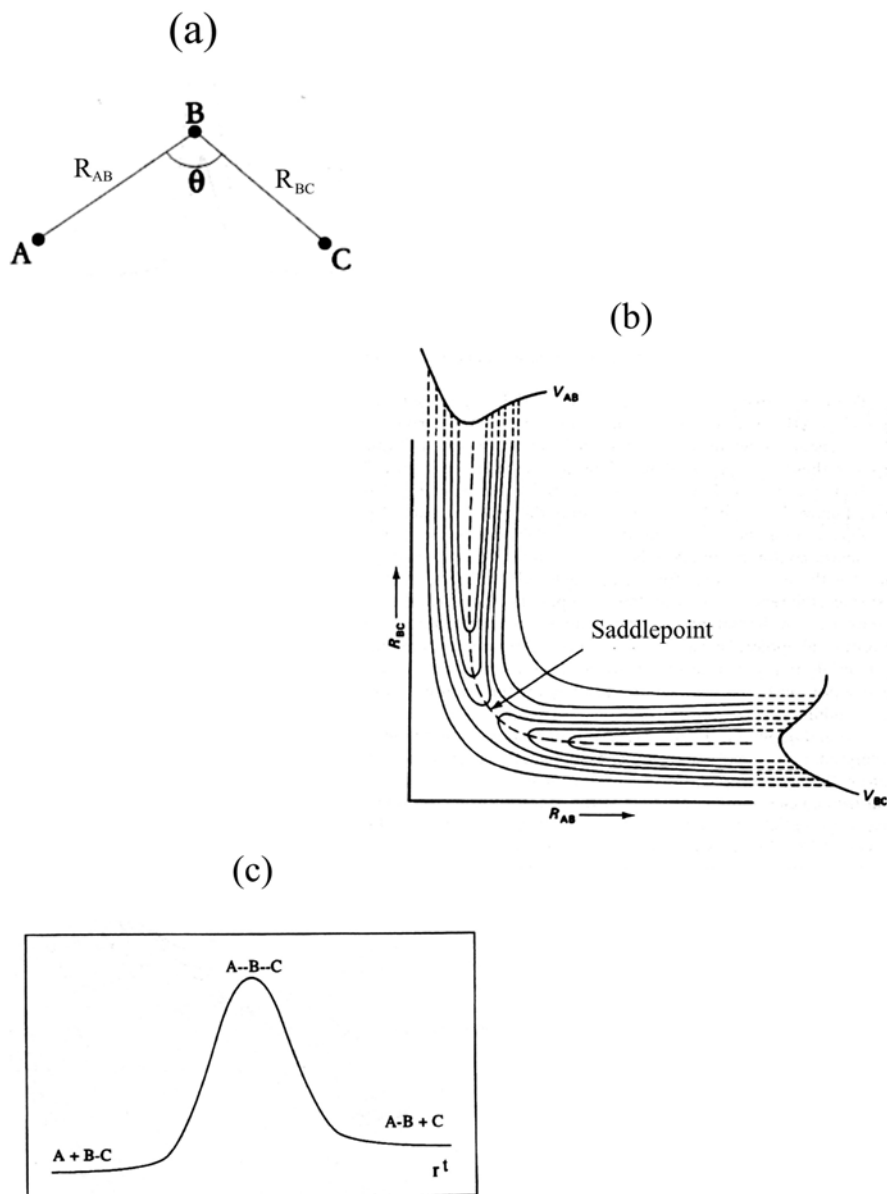 (a)
B
R_AB
θ
R_BC
A
C
(b)
V_AB
R_BC
Saddlepoint
R_AB
V_BC
(c)
A--B--C
A-B + C
A + B-C
r^t